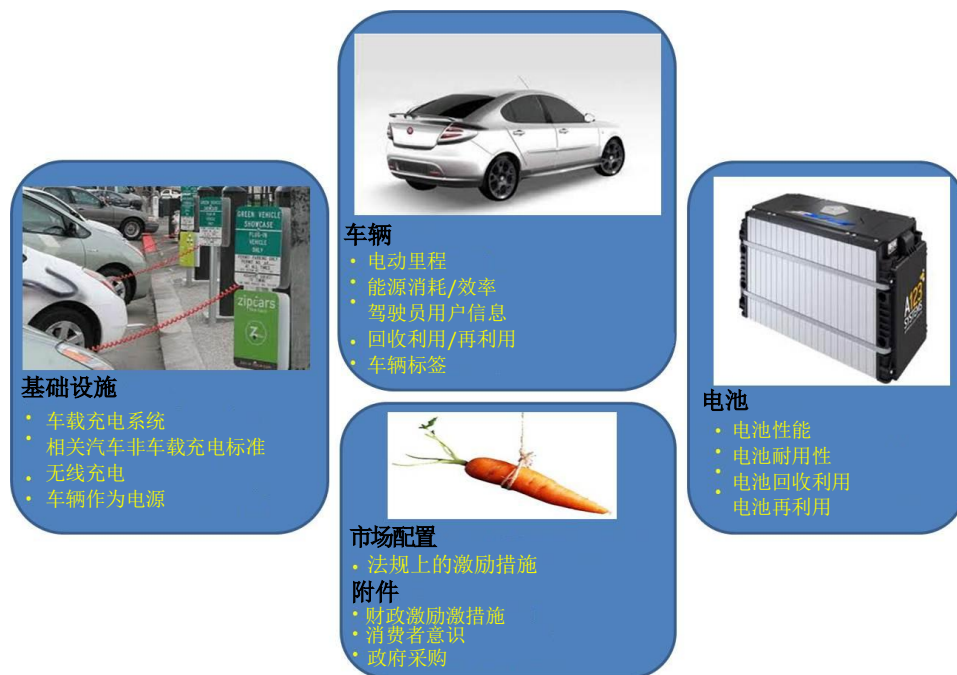 车辆
电动里程
能源消耗/效率
驾驶员用户信息
回收利用/再利用
车辆标签
GREEN VEHICLE
SHOWCASE
PLUG-IN
VEHICLE
ONLY
zipcars
基础设施
车载充电系统
相关汽车非车载充电标准
无线充电
车辆作为电源
A123
SYSTEMS
电池
电池性能
电池耐用性
电池回收利用
电池再利用
市场配置
法规上的激励措施
附件
财政激励激措施
消费者意识
政府采购